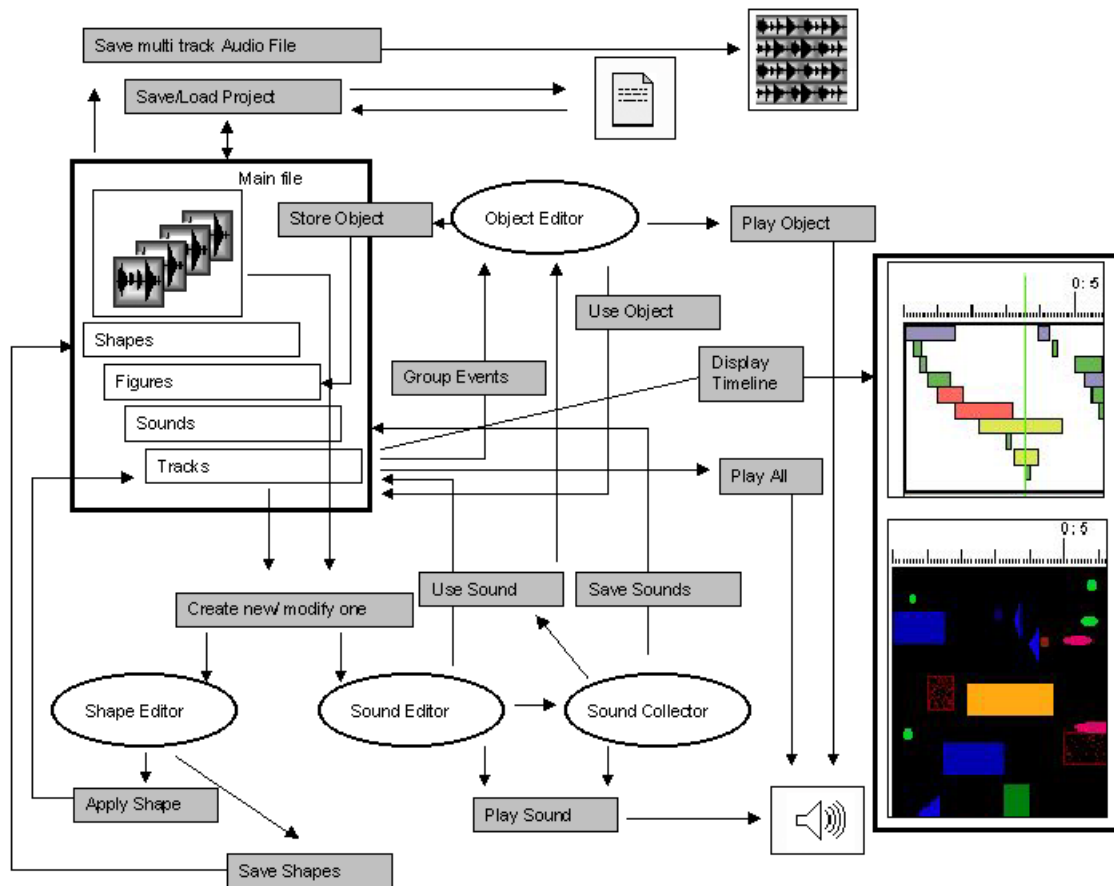 Save multi track Audio File
Save/Load Project
Main file
Store Object
Object Editor
Play Object
0:5
Use Object
Shapes
Display
Timeline
Figures
Group Events
Sounds
Tracks
Play All
0:5
Use Sound
Save Sounds
Create new/ modify one
Shape Editor
Sound Editor
Sound Collector
Apply Shape
Play Sound
Save Shapes